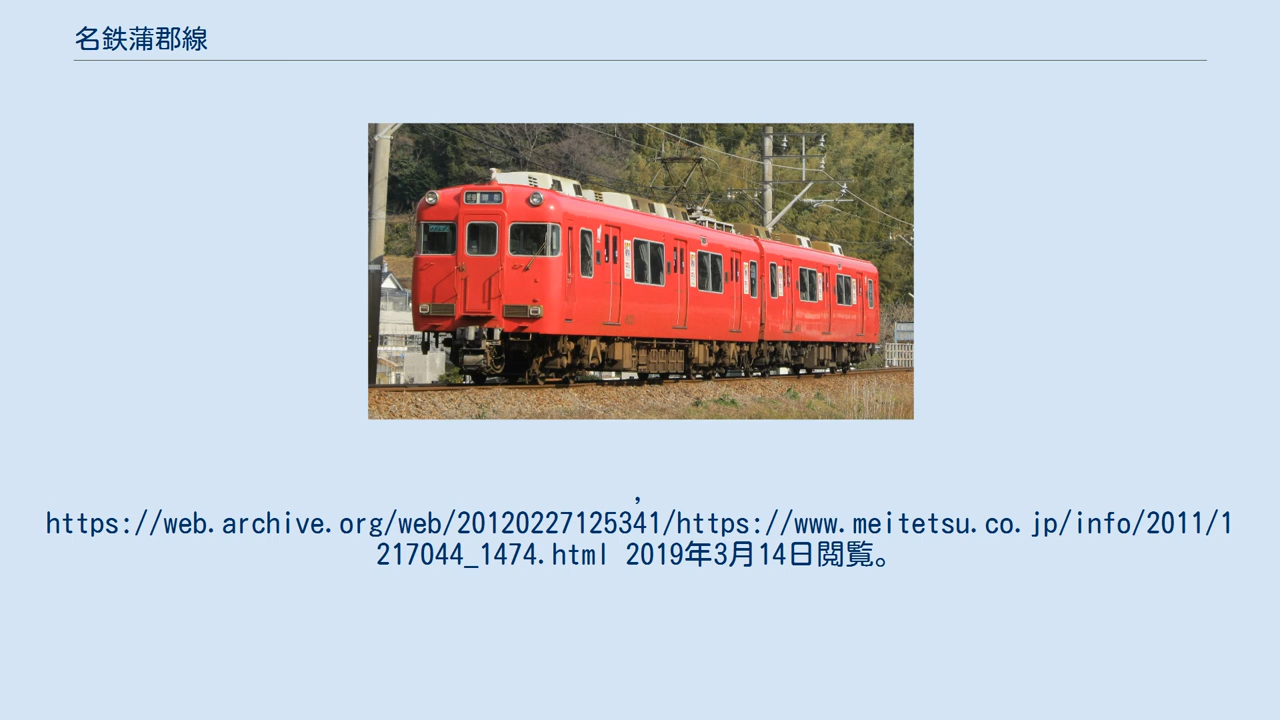 名鉄蒲郡線
,
https://web.archive.org/web/20120227125341/https://www.meitetsu.co.jp/info/2011/1
217044_1474.html 2019年3月14日閲覧。